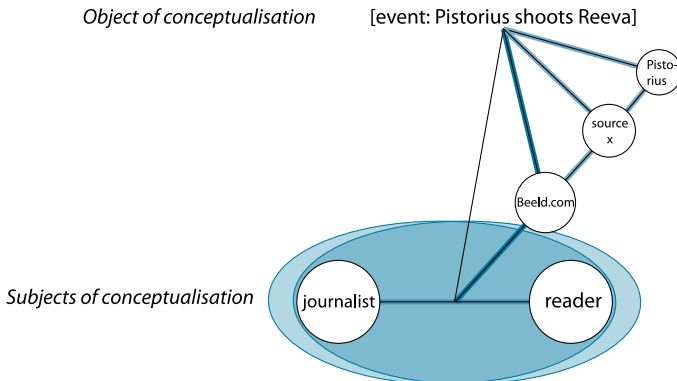 Object of conceptualisation [event: Pistorius shoots Reeva]
Pisto-
rius
source
x
Beeld.com
Subjects of conceptualisation
journalist
reader